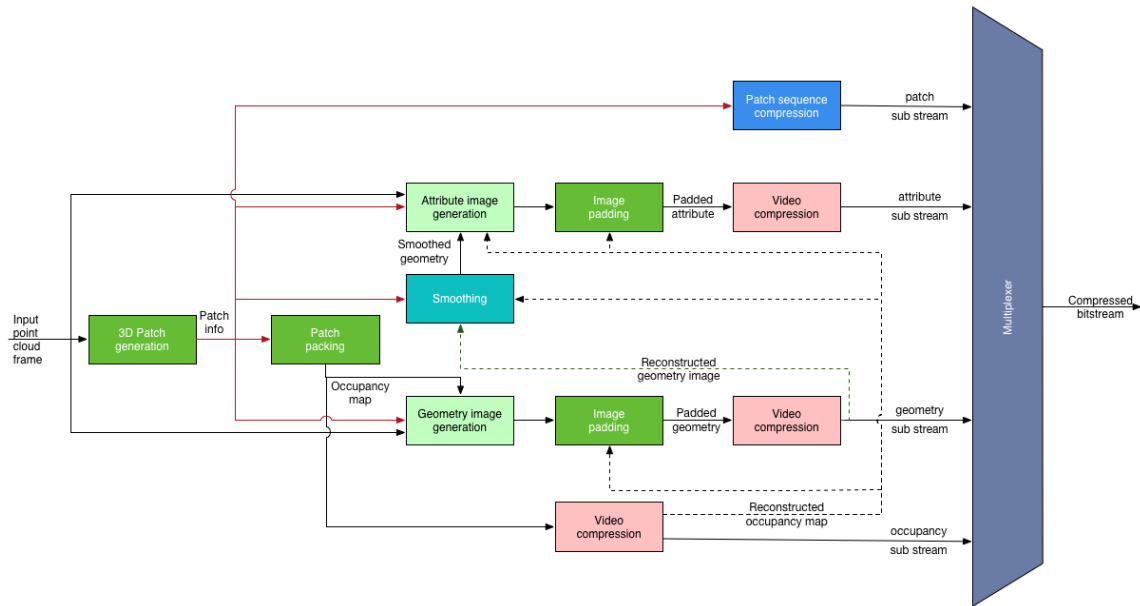 patch
Patch sequence
compression
sub stream
Attribute image
generation
Image
padding
Padded
attribute
Video
compression
attribute
sub stream
Smoothed
geometry
Smoothing
Multiplexer
Compressed
bitstream
Input
point
cloud
frame
3D Patch
generation
Patch
info
Patch
packing
Reconstructed
geometry image
Occupancy
map
Geometry image
generation
Image
padding
Padded
geometry
Video
compression
geometry
sub stream
Video
compression
Reconstructed
occupancy map
occupancy
sub stream